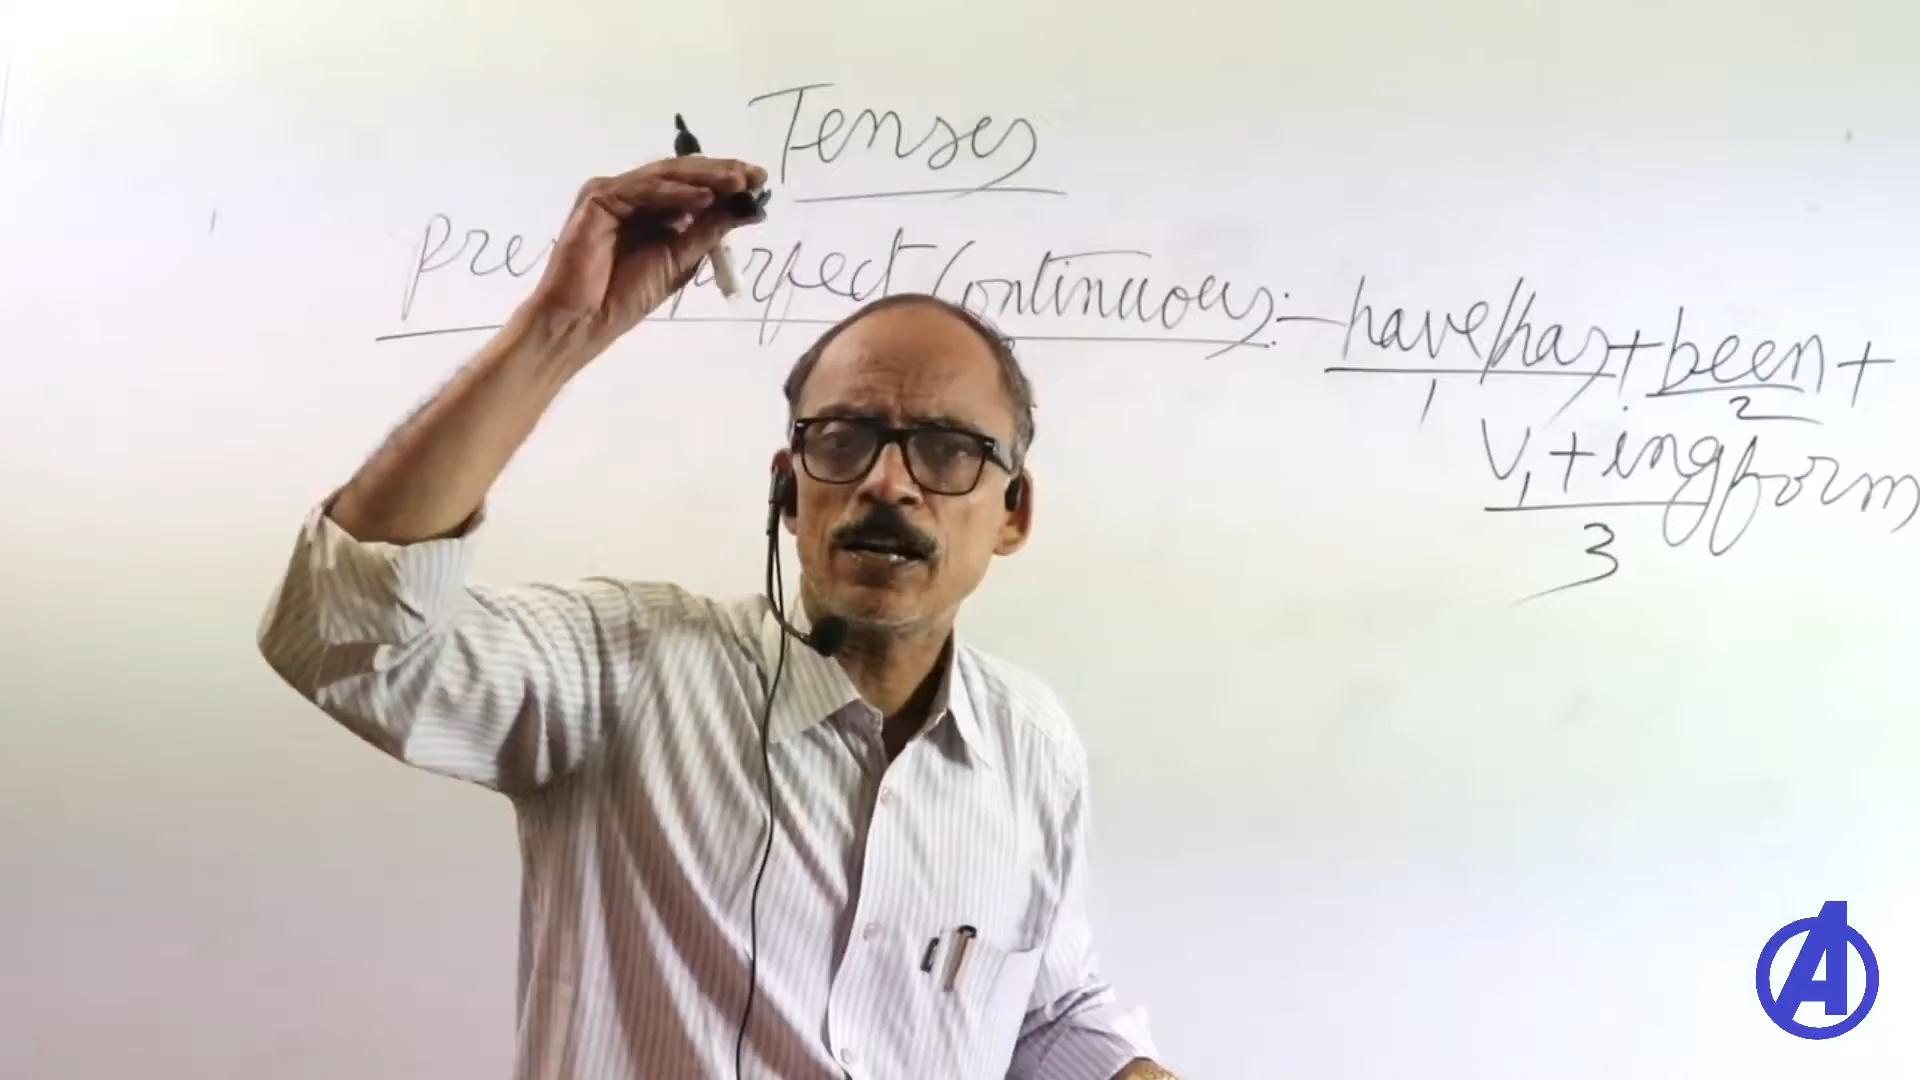 Tenses
Perfect Continuous:- have/has + been +
1 2
V1 + ing form
3